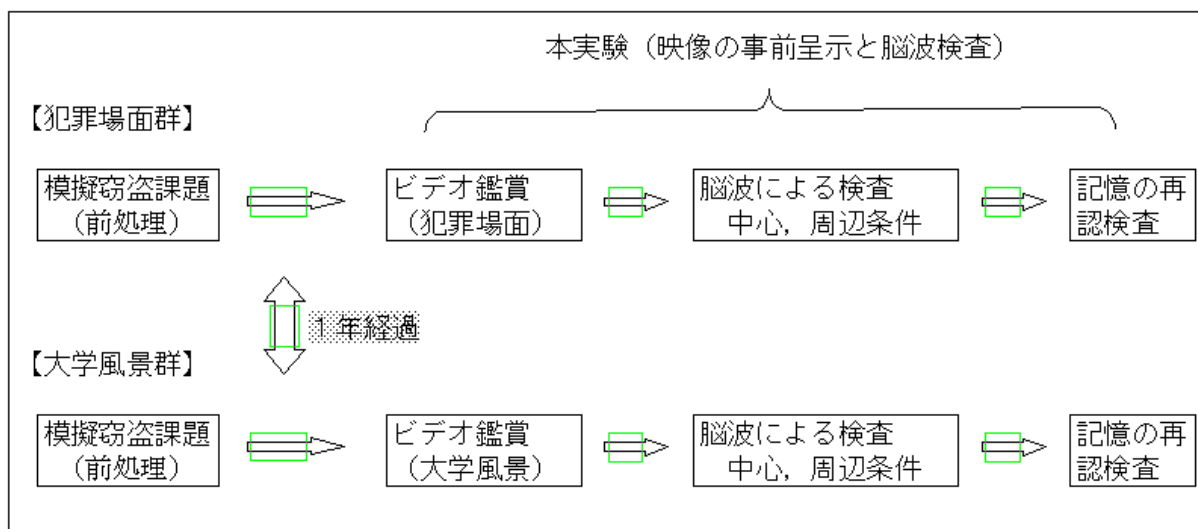 本実験（映像の事前呈示と脳波検査）
【犯罪場面群】
模擬窃盗課題
（前処理）
ビデオ鑑賞
（犯罪場面）
脳波による検査
中心，周辺条件
記憶の再
認検査
１年経過
【大学風景群】
模擬窃盗課題
（前処理）
ビデオ鑑賞
（大学風景）
脳波による検査
中心，周辺条件
記憶の再
認検査